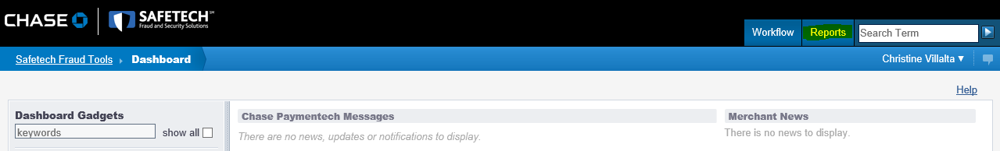 CHASE SAFETECH℠
Fraud and Security Solutions
Workflow Reports Search Term
Safetech Fraud Tools Dashboard Christine Villalta
Help
Dashboard Gadgets
keywords show all
Chase Paymentech Messages
There are no news, updates or notifications to display.
Merchant News
There is no news to display.